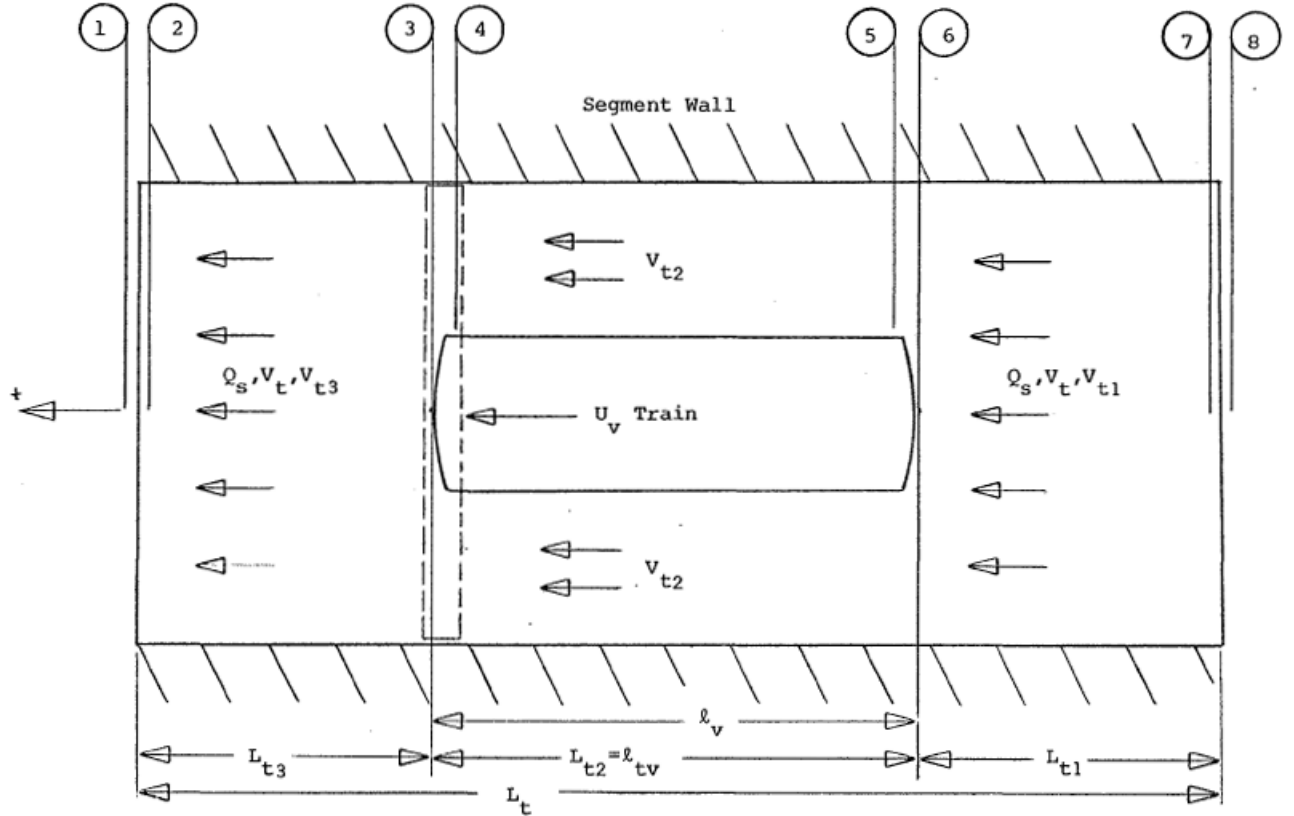 1 2 3 4 5 6 7 8
Segment Wall
V_t2
Q_s,V_t,V_t3
Q_s,V_t,V_t1
+
U_v Train
V_t2
ℓ_v
L_t3
L_t2=ℓ_tv
L_t1
L_t